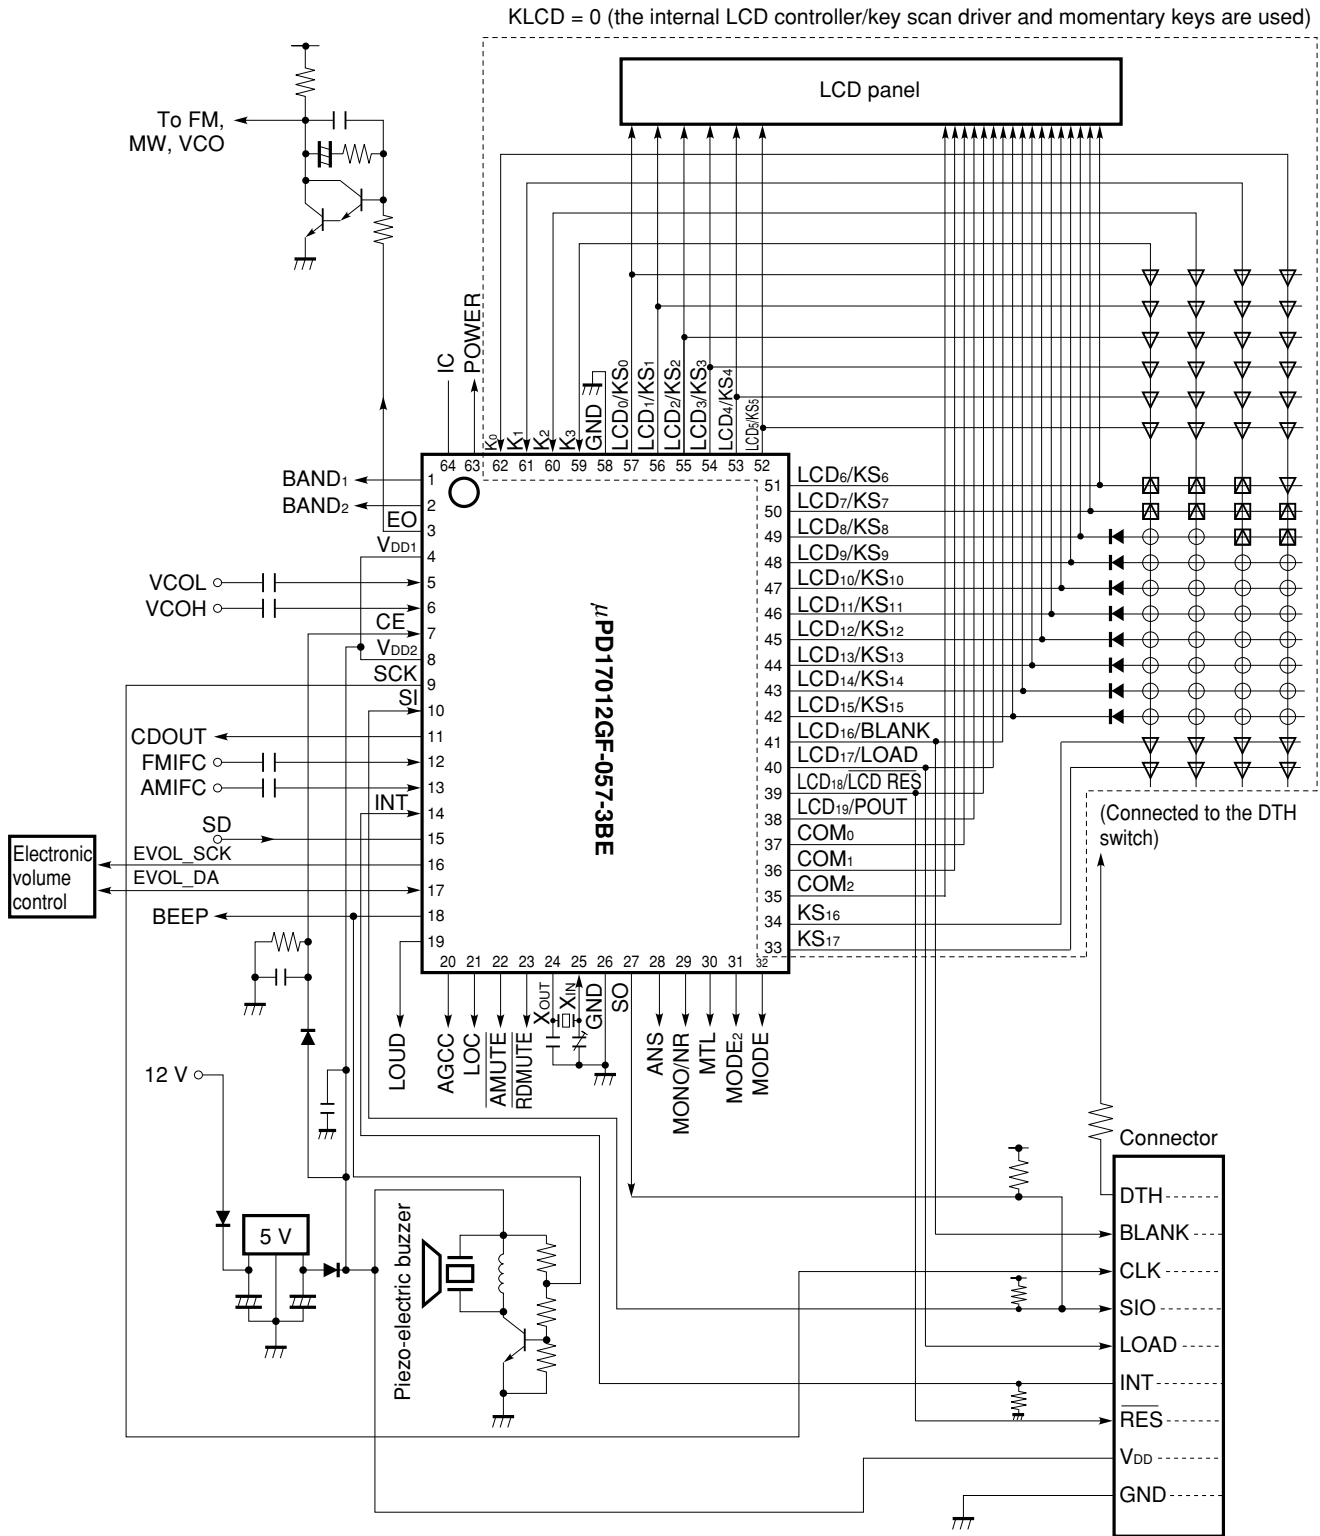 KLCD = 0 (the internal LCD controller/key scan driver and momentary keys are used)
LCD panel
To FM,
MW, VCO
IC
POWER
K0
K1
K2
K3
GND
LCD0/KS0
LCD1/KS1
LCD2/KS2
LCD3/KS3
LCD4/KS4
LCD5/KS5
64 63 62 61 60 59 58 57 56 55 54 53 52
BAND1 1
BAND2 2
EO 3
VDD1 4
VCOL 5
VCOH 6
CE 7
VDD2 8
SCK 9
SI 10
CDOUT 11
FMIFC 12
AMIFC 13
INT 14
SD 15
EVOL_SCK 16
EVOL_DA 17
BEEP 18
19
Electronic
volume
control
μPD17012GF-057-3BE
51 LCD6/KS6
50 LCD7/KS7
49 LCD8/KS8
48 LCD9/KS9
47 LCD10/KS10
46 LCD11/KS11
45 LCD12/KS12
44 LCD13/KS13
43 LCD14/KS14
42 LCD15/KS15
41 LCD16/BLANK
40 LCD17/LOAD
39 LCD18/LCD RES
38 LCD19/POUT
37 COM0
36 COM1
35 COM2
34 KS16
33 KS17
(Connected to the DTH
switch)
20 21 22 23 24 25 26 27 28 29 30 31 32
LOUD
AGCC
LOC
AMUTE
RDMUTE
XOUT
XIN
GND
SO
ANS
MONO/NR
MTL
MODE2
MODE
12 V
5 V
Piezo-electric buzzer
Connector
DTH
BLANK
CLK
SIO
LOAD
INT
RES
VDD
GND